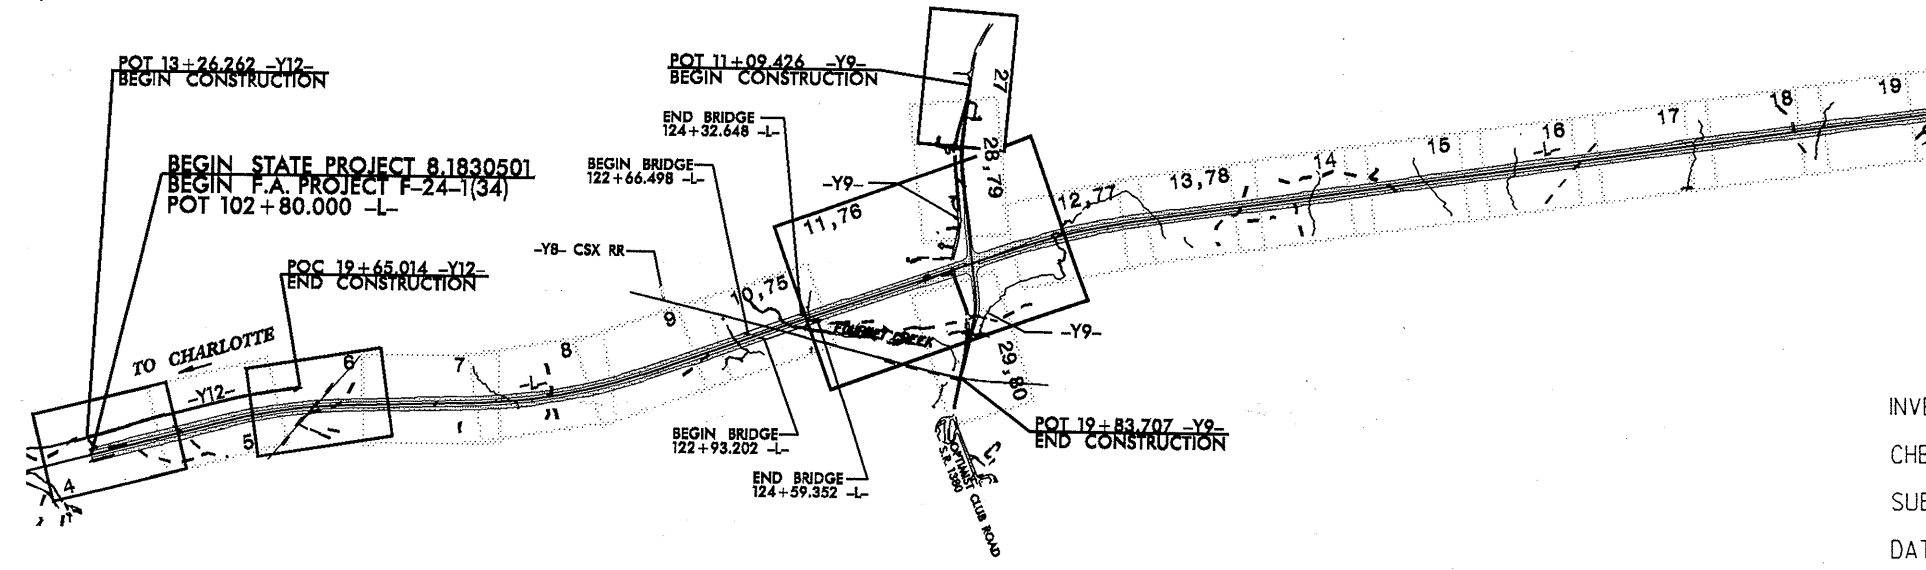 POT 13+26.262 -Y12-
BEGIN CONSTRUCTION
BEGIN STATE PROJECT 8.1830501
BEGIN F.A. PROJECT F-24-1(34)
POT 102+80.000 -L-
POC 19+65.014 -Y12-
END CONSTRUCTION
TO CHARLOTTE
-Y12-
4
5
6
7
-L-
8
9
10,75
-Y8- CSX RR
BEGIN BRIDGE
122+66.498 -L-
END BRIDGE
124+32.648 -L-
POT 11+09.426 -Y9-
BEGIN CONSTRUCTION
-Y9-
11,76
27
28,79
12,77
13,78
14
15
16
-L-
17
18
19
CREEK
-Y9-
29,80
BEGIN BRIDGE
122+93.202 -L-
END BRIDGE
124+59.352 -L-
POT 19+83.707 -Y9-
END CONSTRUCTION
OPTIMIST CLUB ROAD
S.R. 1380
INVE
CHE
SUE
DAT